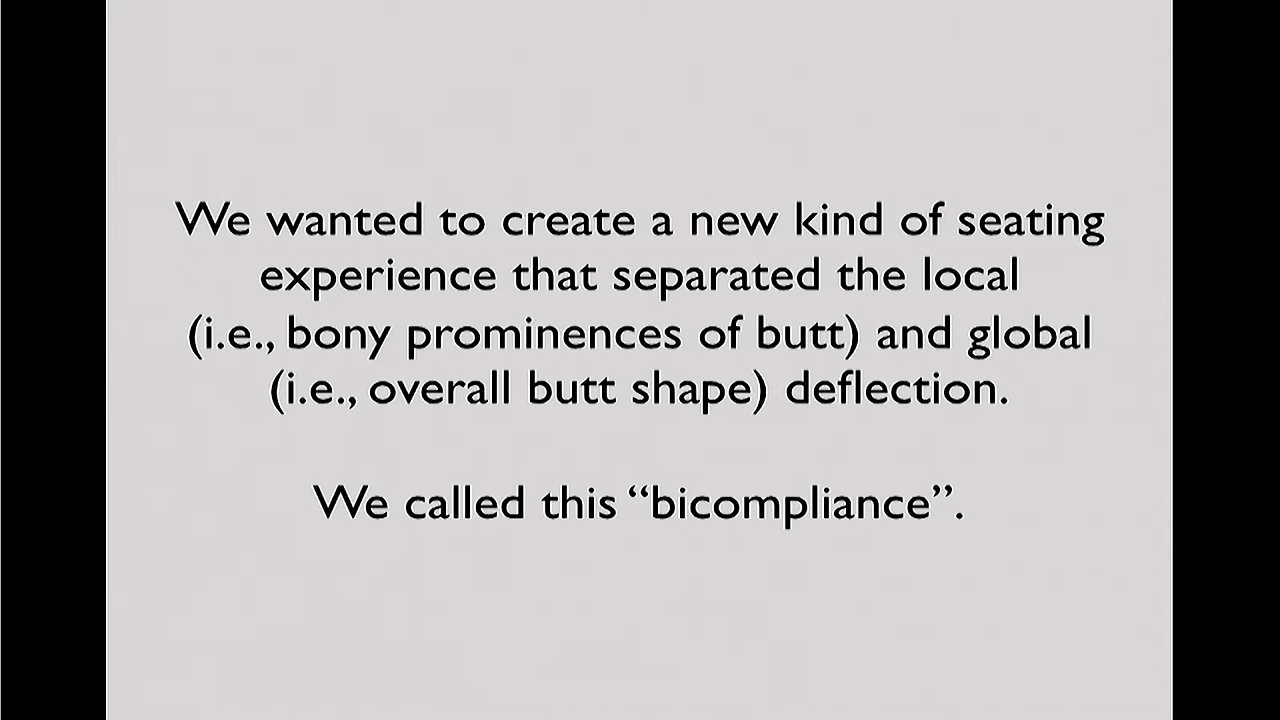 We wanted to create a new kind of seating
experience that separated the local
(i.e., bony prominences of butt) and global
(i.e., overall butt shape) deflection.
We called this “bicompliance”.